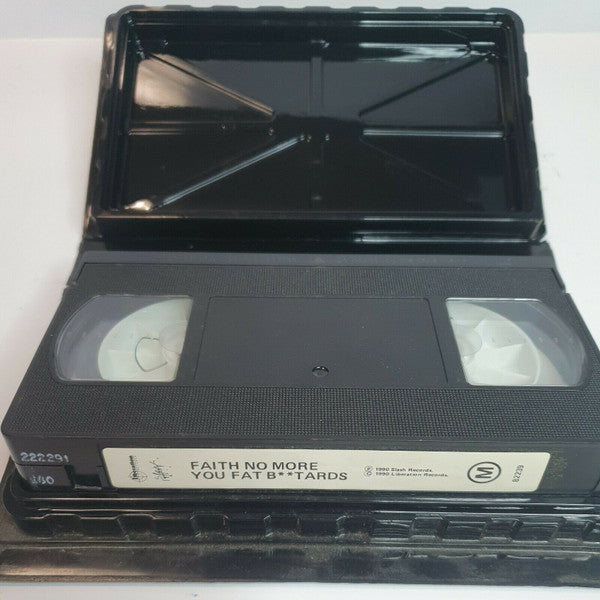 222291
FAITH NO MORE
YOU FAT B**TARDS
℗ 1990 Slash Records.
© 1990 Liberation Records.
M
82239